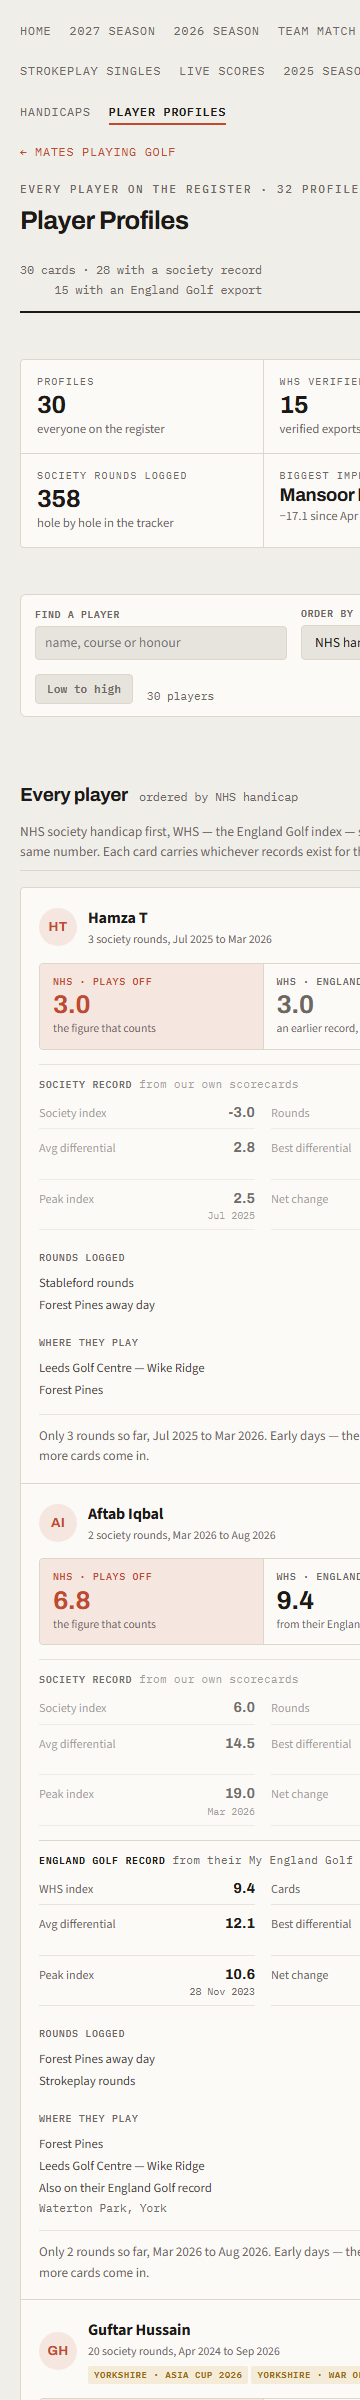 HOME 2027 SEASON 2026 SEASON TEAM MATCH
STROKEPLAY SINGLES LIVE SCORES 2025 SEASO
HANDICAPS PLAYER PROFILES
← MATES PLAYING GOLF
EVERY PLAYER ON THE REGISTER · 32 PROFILE
Player Profiles
30 cards · 28 with a society record
15 with an England Golf export
PROFILES
30
everyone on the register
WHS VERIFIE
15
verified exports
SOCIETY ROUNDS LOGGED
358
hole by hole in the tracker
BIGGEST IMP
Mansoor
−17.1 since Apr
FIND A PLAYER
name, course or honour
ORDER BY
NHS han
Low to high
30 players
Every player ordered by NHS handicap
NHS society handicap first, WHS — the England Golf index — s
same number. Each card carries whichever records exist for th
HT
Hamza T
3 society rounds, Jul 2025 to Mar 2026
NHS · PLAYS OFF
3.0
the figure that counts
WHS · ENGLAND
3.0
an earlier record,
SOCIETY RECORD from our own scorecards
Society index -3.0 Rounds
Avg differential 2.8 Best differential
Peak index 2.5 Net change
Jul 2025
ROUNDS LOGGED
Stableford rounds
Forest Pines away day
WHERE THEY PLAY
Leeds Golf Centre — Wike Ridge
Forest Pines
Only 3 rounds so far, Jul 2025 to Mar 2026. Early days — the
more cards come in.
AI
Aftab Iqbal
2 society rounds, Mar 2026 to Aug 2026
NHS · PLAYS OFF
6.8
the figure that counts
WHS · ENGLAND
9.4
from their Englan
SOCIETY RECORD from our own scorecards
Society index 6.0 Rounds
Avg differential 14.5 Best differential
Peak index 19.0 Net change
Mar 2026
ENGLAND GOLF RECORD from their My England Golf
WHS index 9.4 Cards
Avg differential 12.1 Best differential
Peak index 10.6 Net change
28 Nov 2023
ROUNDS LOGGED
Forest Pines away day
Strokeplay rounds
WHERE THEY PLAY
Forest Pines
Leeds Golf Centre — Wike Ridge
Also on their England Golf record
Waterton Park, York
Only 2 rounds so far, Mar 2026 to Aug 2026. Early days — the
more cards come in.
GH
Guftar Hussain
20 society rounds, Apr 2024 to Sep 2026
YORKSHIRE · ASIA CUP 2026 YORKSHIRE · WAR O